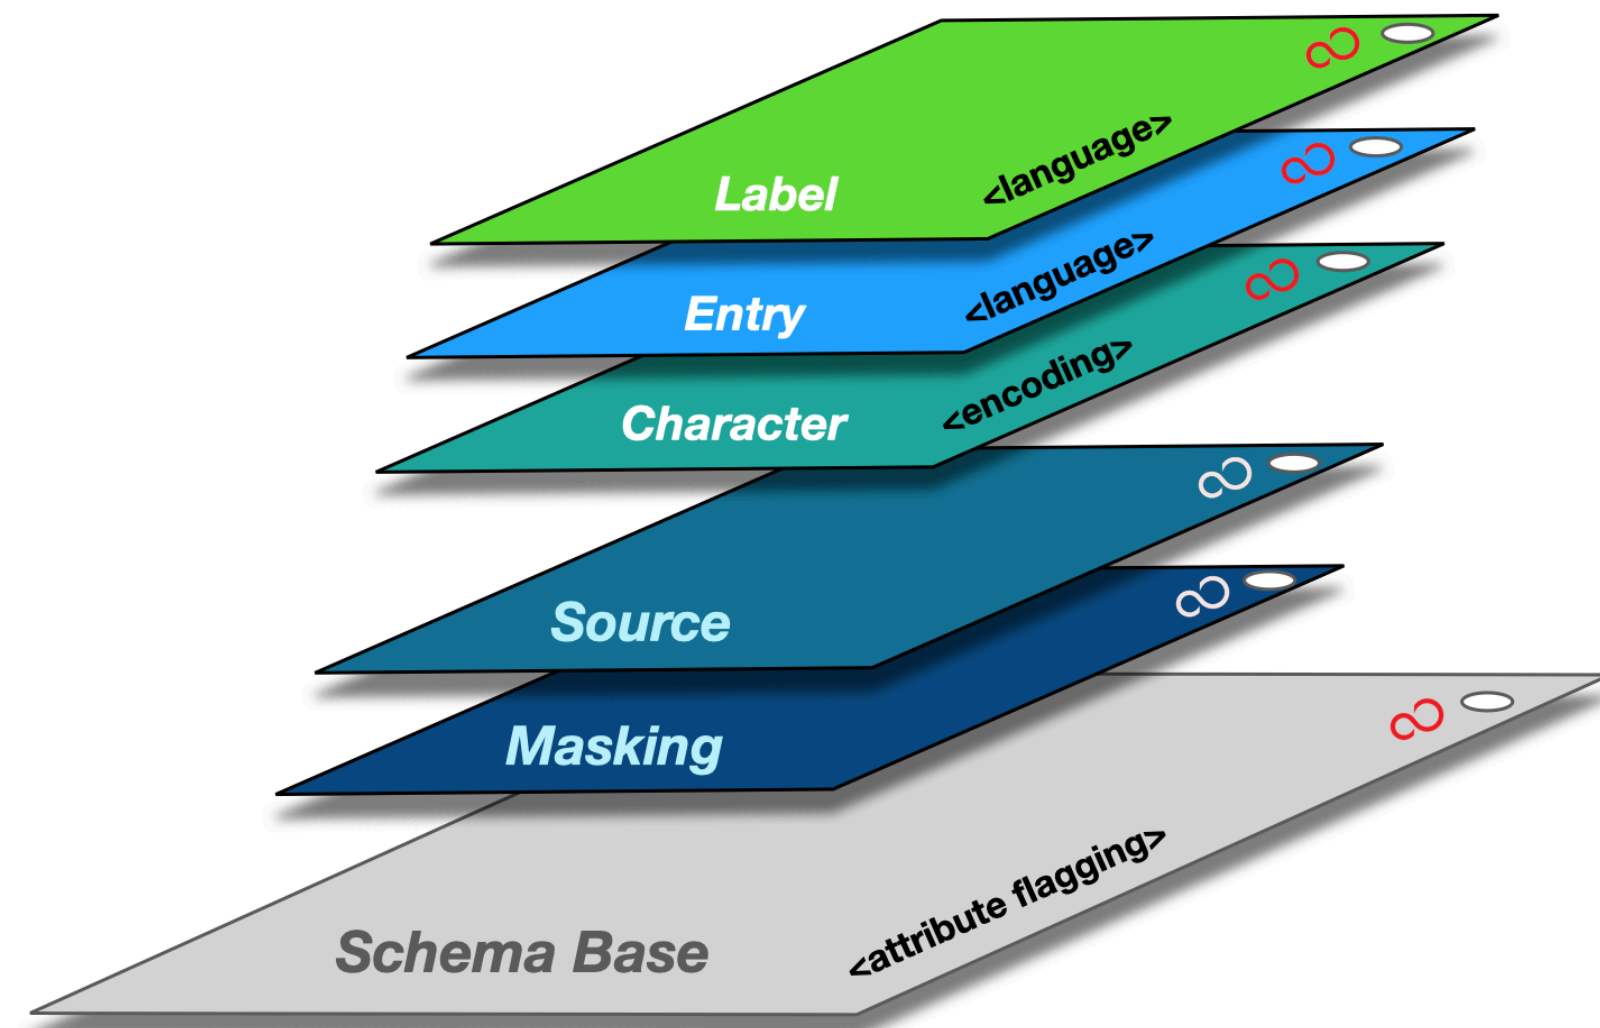 Label
<language>
Entry
<language>
Character
<encoding>
Source
Masking
Schema Base
<attribute flagging>